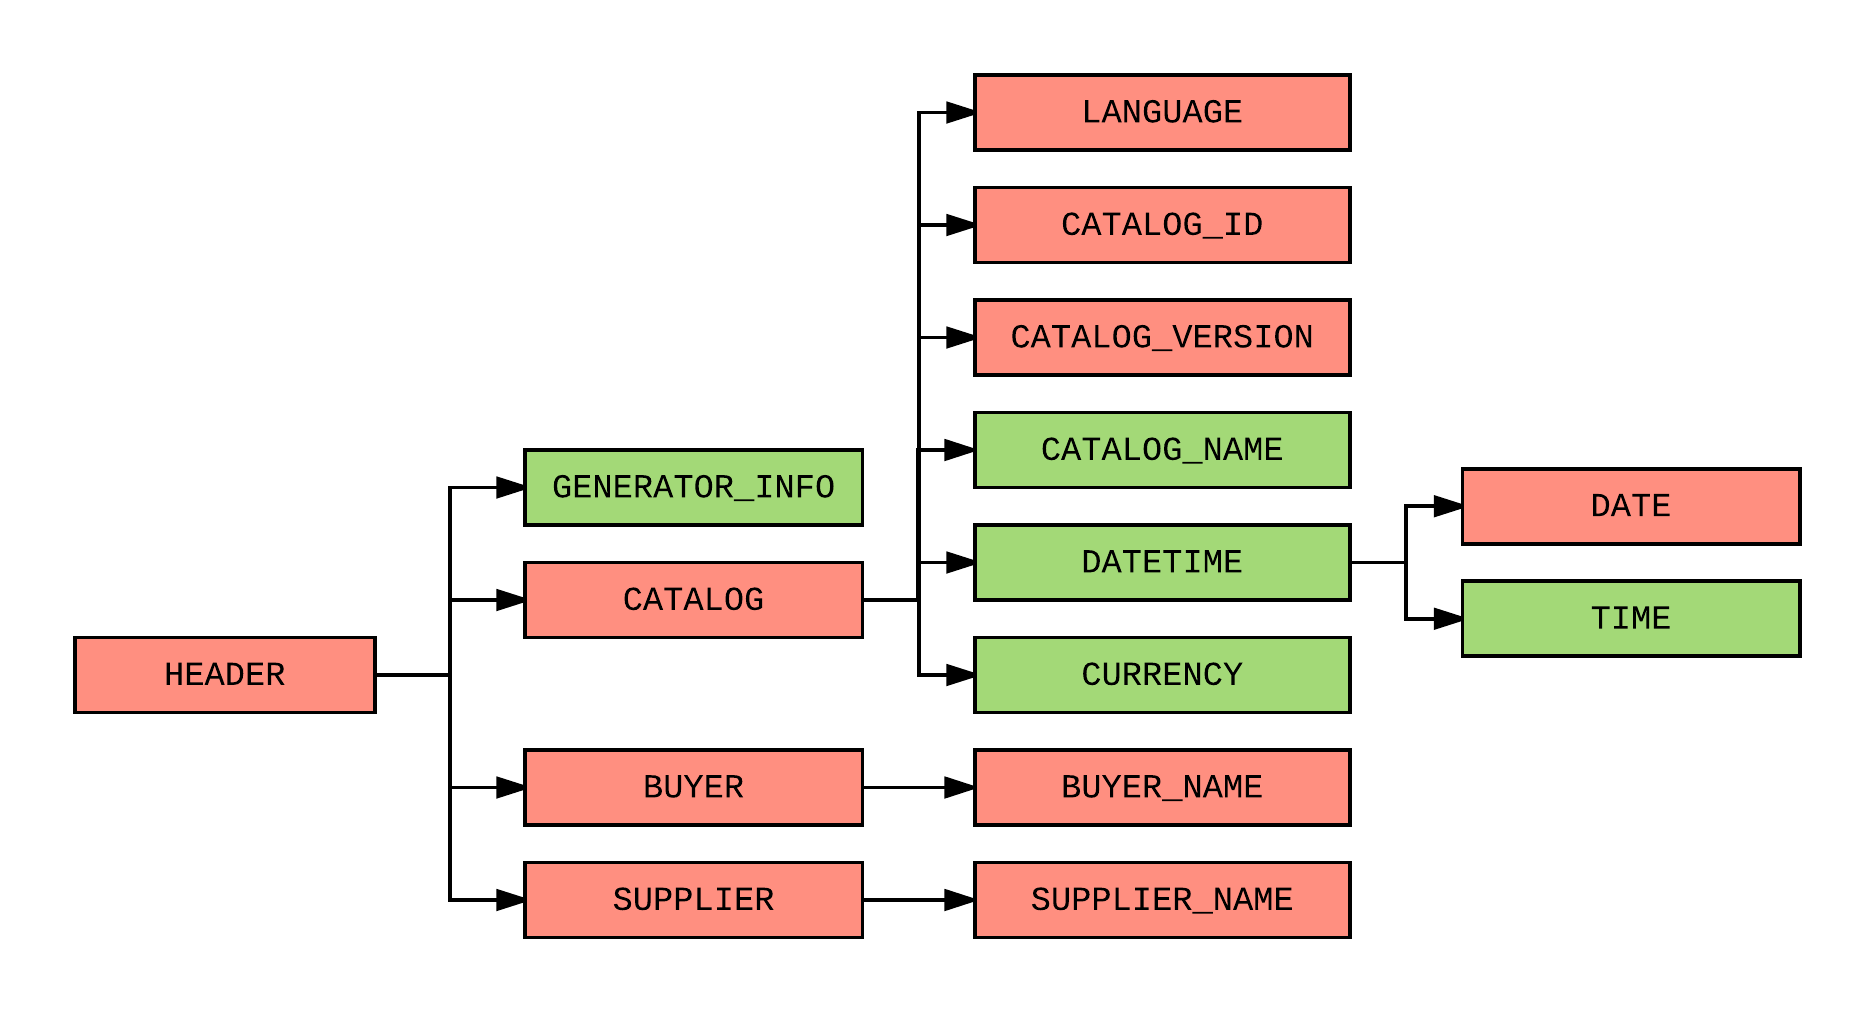 LANGUAGE
CATALOG_ID
CATALOG_VERSION
CATALOG_NAME
GENERATOR_INFO
DATE
DATETIME
CATALOG
TIME
HEADER
CURRENCY
BUYER
BUYER_NAME
SUPPLIER
SUPPLIER_NAME